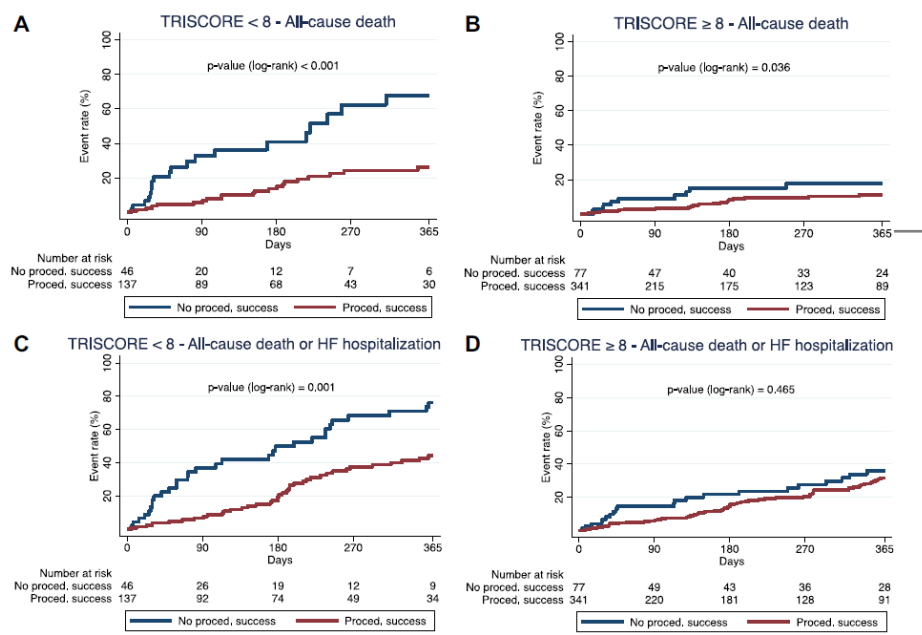 A
TRISCORE < 8 - All-cause death
p-value (log-rank) < 0.001
Event rate (%)
100
80
60
40
20
0 90 180 270 365
Days
Number at risk
No proced, success 46 20 12 7 6
Proced, success 137 89 68 43 30
No proced, success Proced, success
B
TRISCORE ≥ 8 - All-cause death
p-value (log-rank) = 0.036
Event rate (%)
100
80
60
40
20
0 90 180 270 365
Days
Number at risk
No proced, success 77 47 40 33 24
Proced, success 341 215 175 123 89
No proced, success Proced, success
C
TRISCORE < 8 - All-cause death or HF hospitalization
p-value (log-rank) = 0.001
Event rate (%)
100
80
60
40
20
0 90 180 270 365
Days
Number at risk
No proced, success 46 26 19 12 9
Proced, success 137 92 74 49 34
No proced, success Proced, success
D
TRISCORE ≥ 8 - All-cause death or HF hospitalization
p-value (log-rank) = 0.465
Event rate (%)
100
80
60
40
20
0 90 180 270 365
Days
Number at risk
No proced, success 77 49 43 36 28
Proced, success 341 220 181 128 91
No proced, success Proced, success